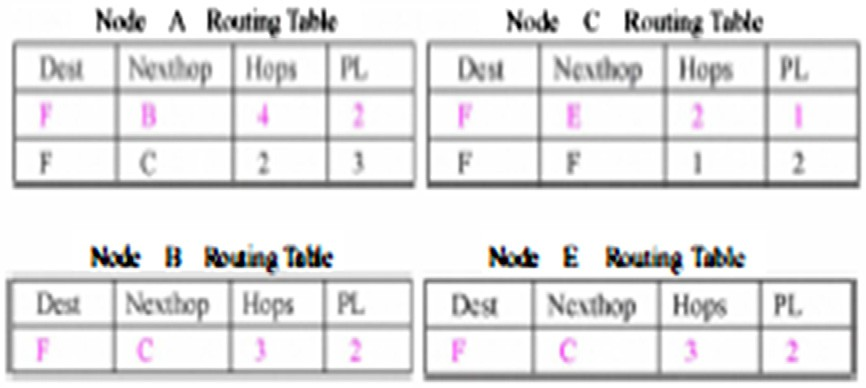 Node A Routing Table
Dest Nexthop Hops PL
F B 4 2
F C 2 3
Node C Routing Table
Dest Nexthop Hops PL
F E 2 1
F F 1 2
Node B Routing Table
Dest Nexthop Hops PL
F C 3 2
Node E Routing Table
Dest Nexthop Hops PL
F C 3 2